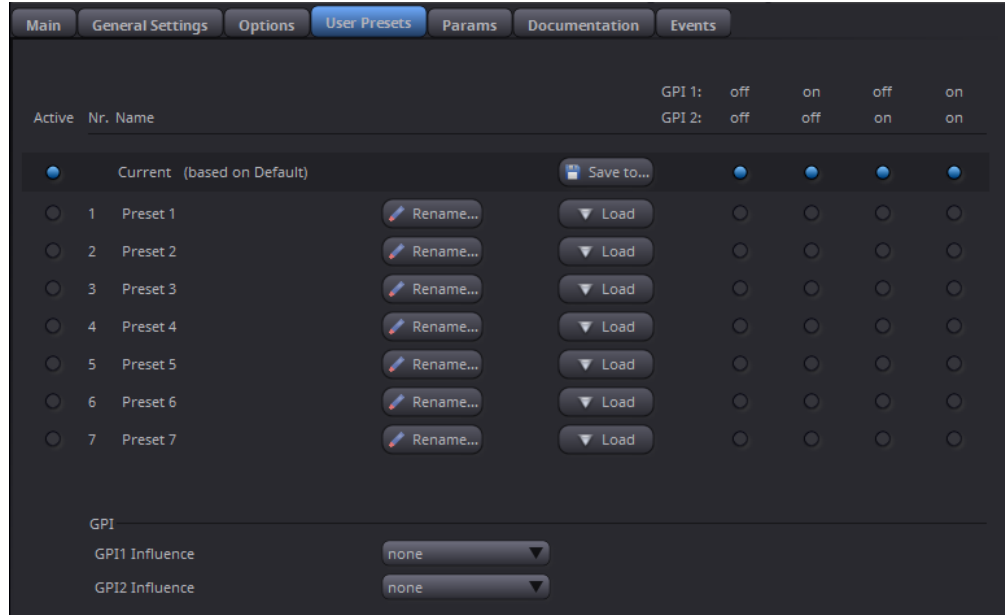 Main General Settings Options User Presets Params Documentation Events
GPI 1: off on off on
Active Nr. Name GPI 2: off off on on
Current (based on Default) Save to...
1 Preset 1 Rename... Load
2 Preset 2 Rename... Load
3 Preset 3 Rename... Load
4 Preset 4 Rename... Load
5 Preset 5 Rename... Load
6 Preset 6 Rename... Load
7 Preset 7 Rename... Load
GPI
GPI1 Influence none
GPI2 Influence none